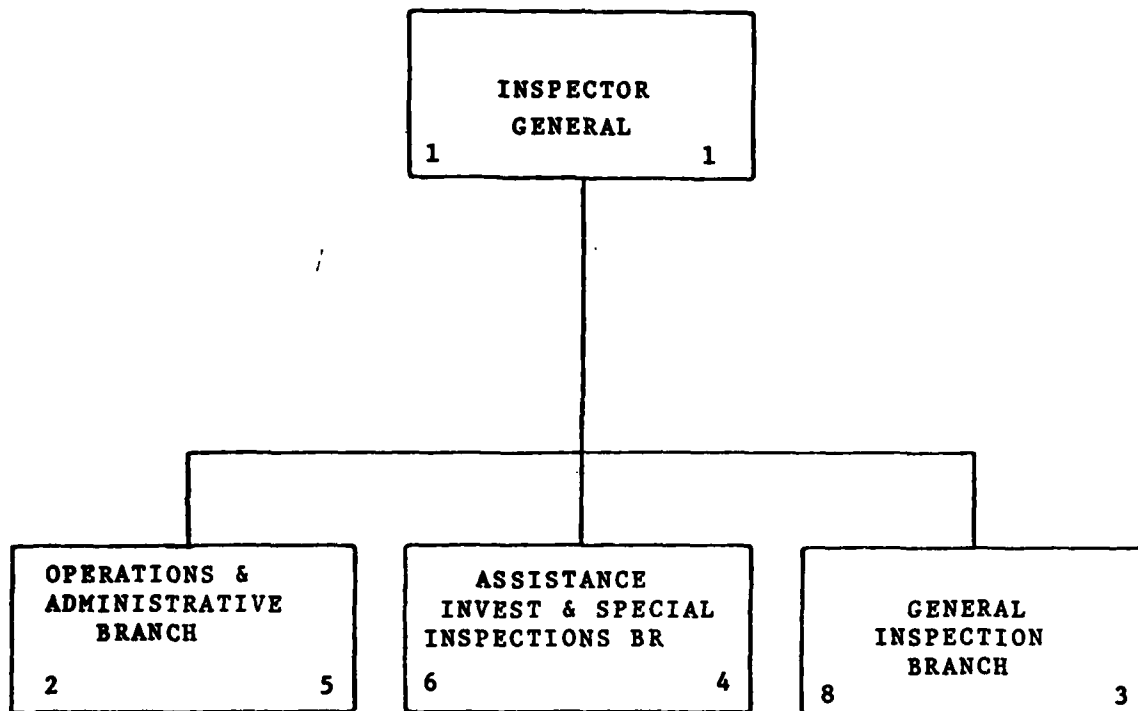 INSPECTOR
GENERAL
1 1
OPERATIONS &
ADMINISTRATIVE
BRANCH
2 5
ASSISTANCE
INVEST & SPECIAL
INSPECTIONS BR
6 4
GENERAL
INSPECTION
BRANCH
8 3